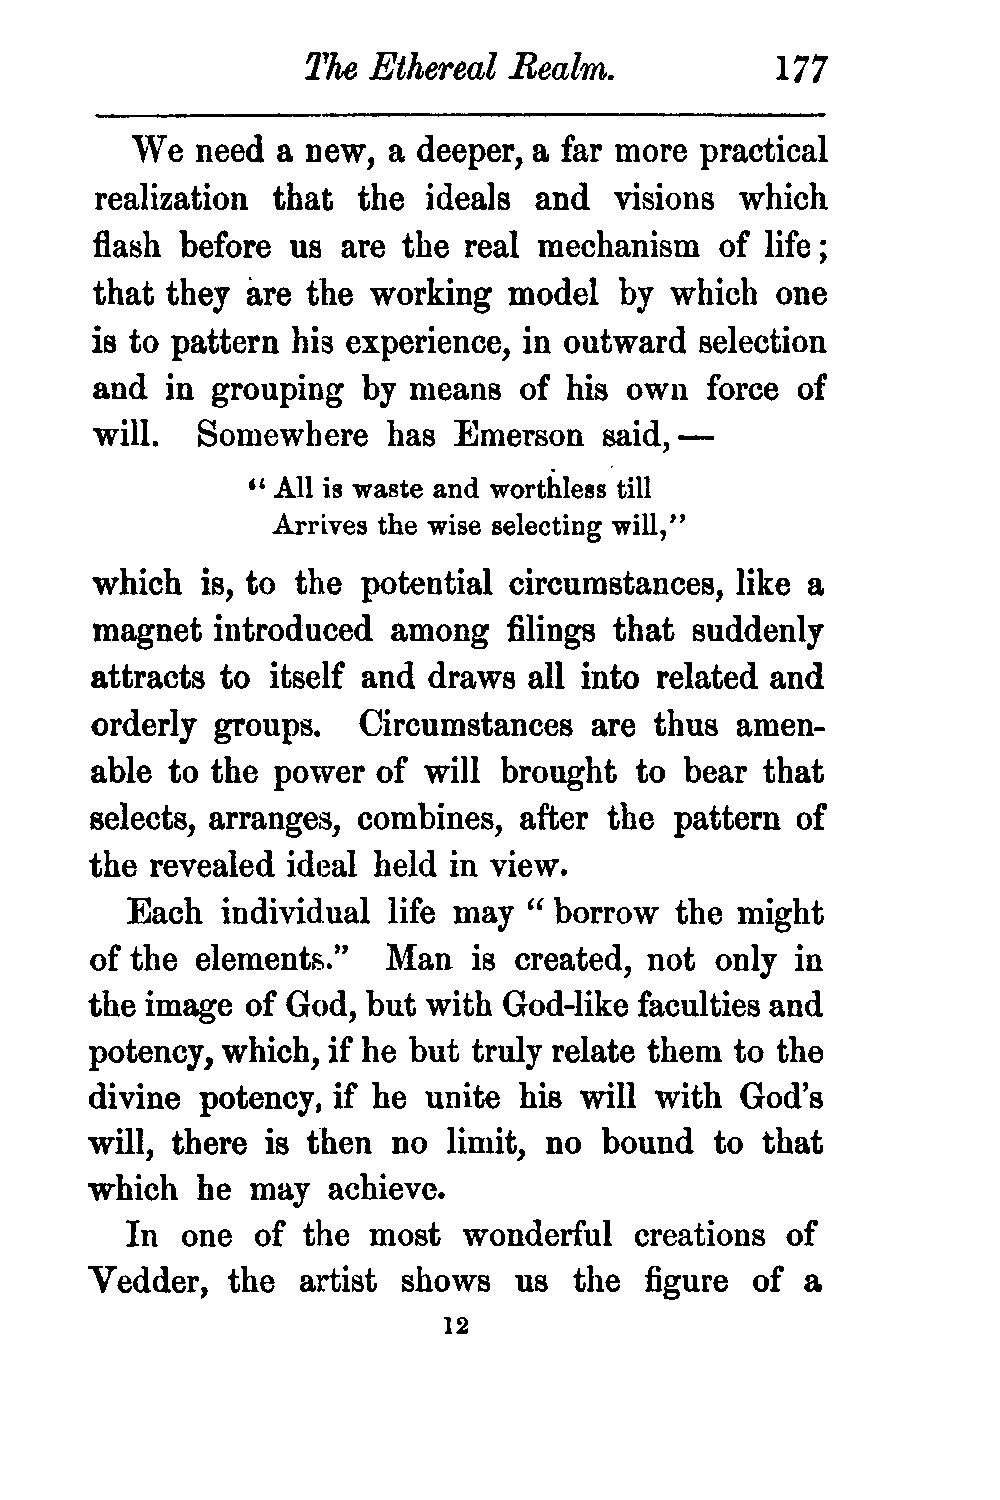 The Ethereal Realm. 177
We need a new, a deeper, a far more practical
realization that the ideals and visions which
flash before us are the real mechanism of life;
that they are the working model by which one
is to pattern his experience, in outward selection
and in grouping by means of his own force of
will. Somewhere has Emerson said,—
“All is waste and worthless till
Arrives the wise selecting will,”
which is, to the potential circumstances, like a
magnet introduced among filings that suddenly
attracts to itself and draws all into related and
orderly groups. Circumstances are thus amen-
able to the power of will brought to bear that
selects, arranges, combines, after the pattern of
the revealed ideal held in view.
Each individual life may “borrow the might
of the elements.” Man is created, not only in
the image of God, but with God-like faculties and
potency, which, if he but truly relate them to the
divine potency, if he unite his will with God's
will, there is then no limit, no bound to that
which he may achieve.
In one of the most wonderful creations of
Vedder, the artist shows us the figure of a
12